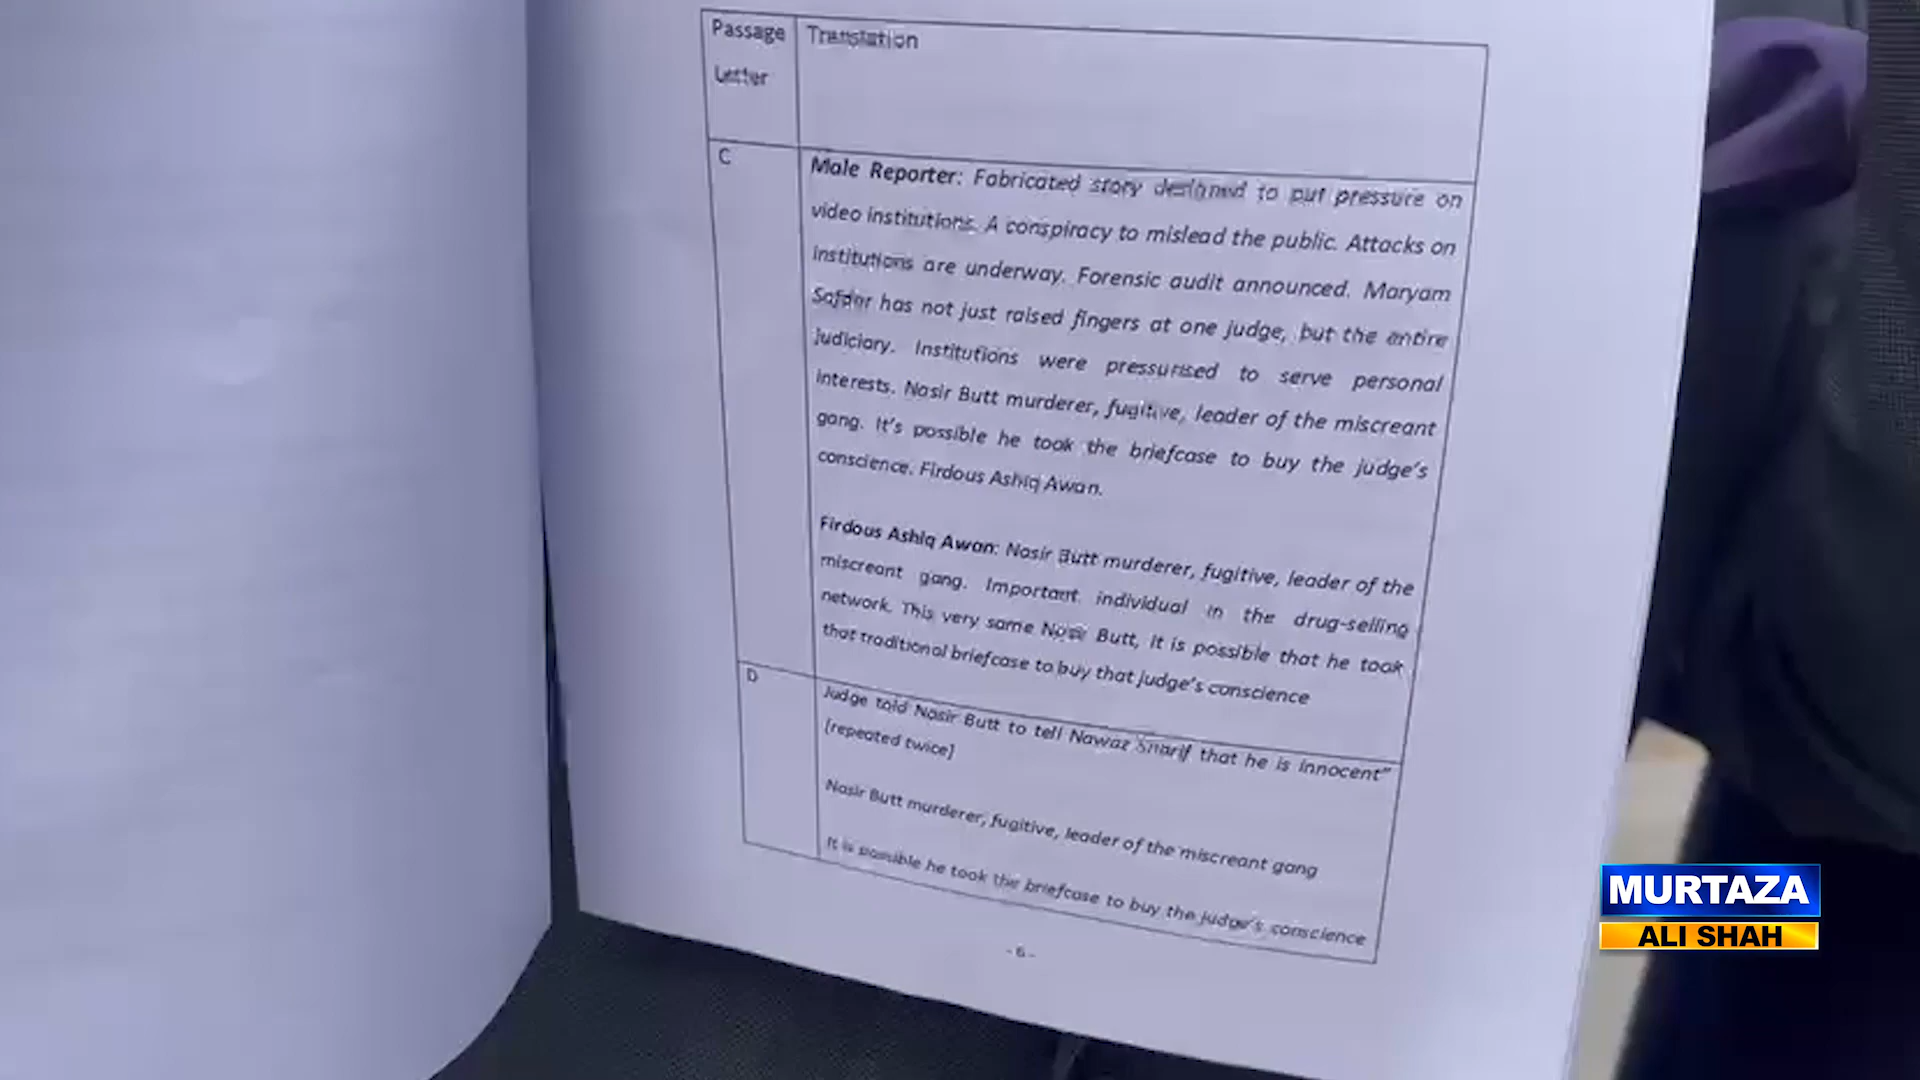 Passage
Letter
Translation
C
Male Reporter: Fabricated story designed to put pressure on
video institutions. A conspiracy to mislead the public. Attacks on
institutions are underway. Forensic audit announced. Maryam
Safdar has not just raised fingers at one judge, but the entire
judiciary. Institutions were pressurised to serve personal
interests. Nasir Butt murderer, fugitive, leader of the miscreant
gang. It's possible he took the briefcase to buy the judge's
conscience. Firdous Ashiq Awan.
Firdous Ashiq Awan: Nasir Butt murderer, fugitive, leader of the
miscreant gang. Important individual in the drug-selling
network. This very same Nasir Butt, it is possible that he took
that traditional briefcase to buy that judge's conscience
D
Judge told Nasir Butt to tell Nawaz Sharif that he is innocent"
[repeated twice]
Nasir Butt murderer, fugitive, leader of the miscreant gang
It is possible he took the briefcase to buy the judge's conscience
- 6 -
MURTAZA
ALI SHAH